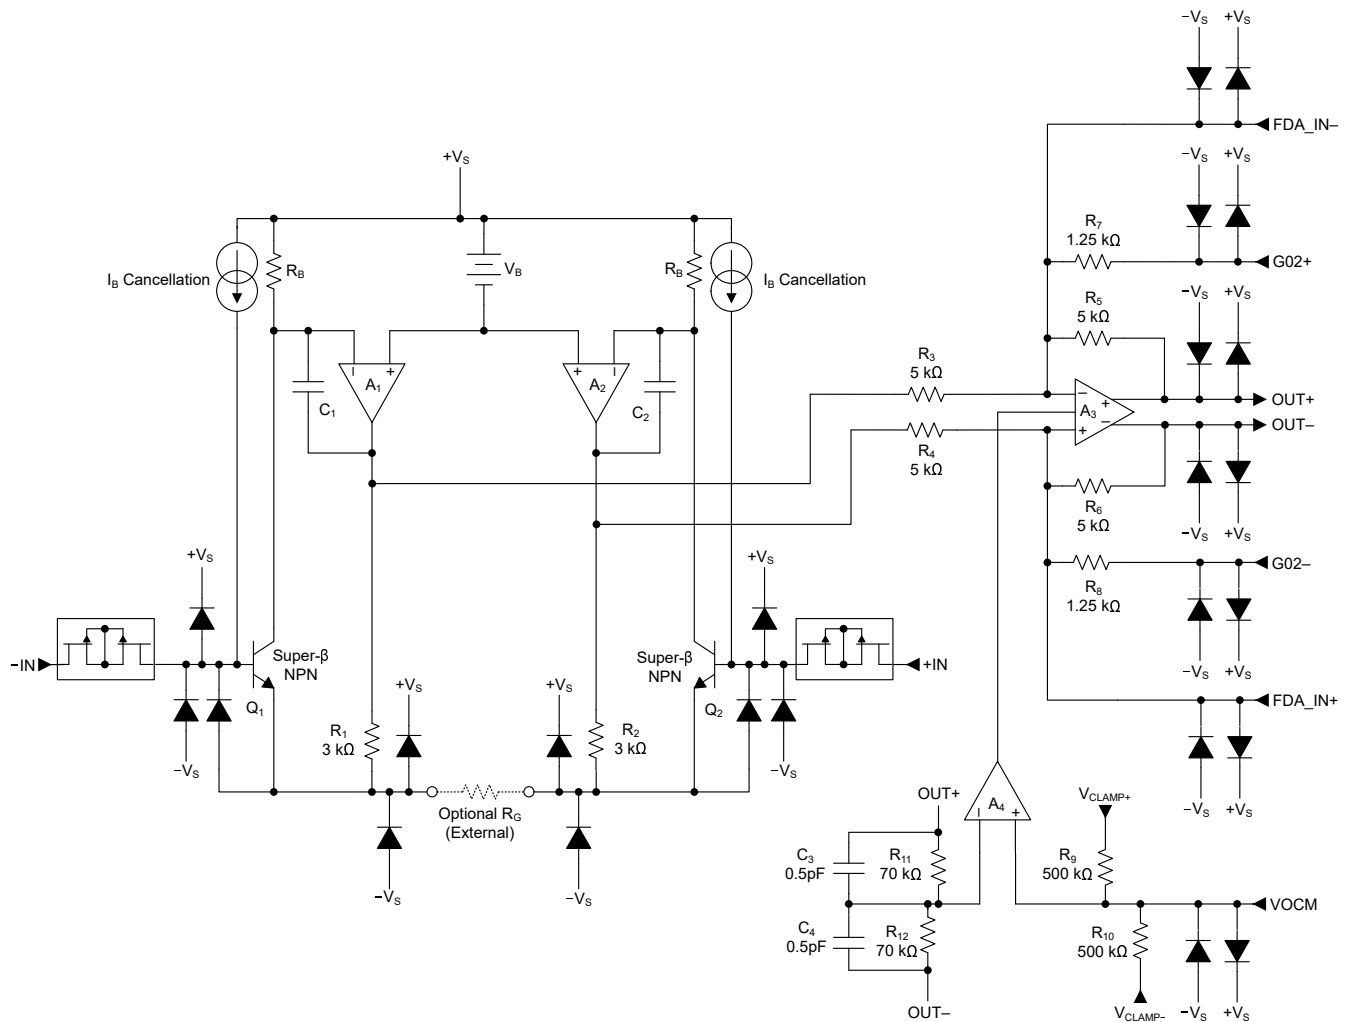 −VS
+VS
FDA_IN–
−VS
+VS
R7
1.25 kΩ
G02+
+VS
IB Cancellation
RB
VB
RB
IB Cancellation
−VS
+VS
R5
5 kΩ
R3
5 kΩ
− +
A1
C1
+ −
A2
C2
−
A3
+
+
−
OUT+
OUT–
R4
5 kΩ
R6
5 kΩ
−VS
+VS
G02–
R8
1.25 kΩ
+VS
+VS
−IN
Super-β
NPN
Q1
Super-β
NPN
Q2
+IN
−VS
+VS
FDA_IN+
+VS
+VS
R1
3 kΩ
R2
3 kΩ
−VS
−VS
Optional RG
(External)
−VS
−VS
−VS
+VS
OUT+
A4
− +
VCLAMP+
C3
0.5pF
R11
70 kΩ
R9
500 kΩ
VOCM
C4
0.5pF
R12
70 kΩ
R10
500 kΩ
OUT–
VCLAMP-
−VS
+VS